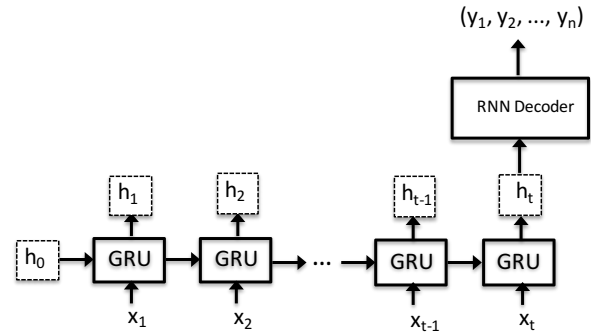 (y₁, y₂, ..., yₙ)
RNN Decoder
h₁ h₂ hₜ₋₁ hₜ
h₀ GRU GRU ... GRU GRU
x₁ x₂ xₜ₋₁ xₜ